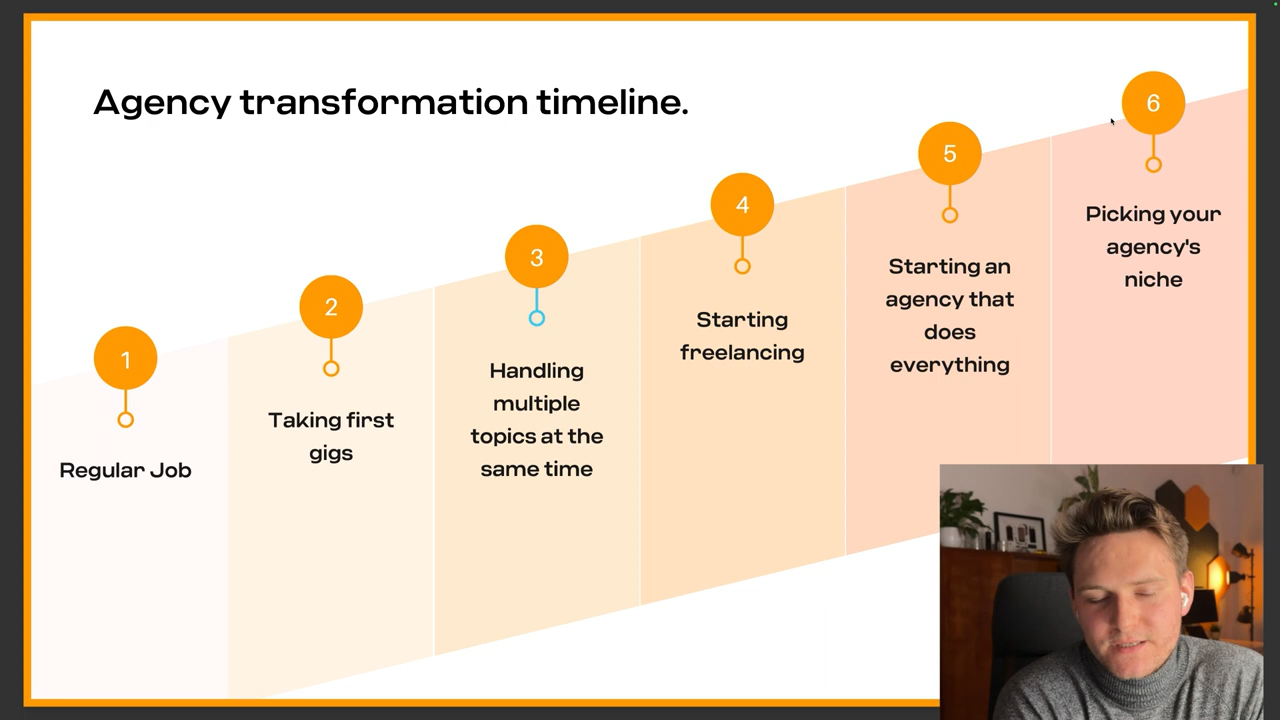 Agency transformation timeline.
1
Regular Job
2
Taking first
gigs
3
Handling
multiple
topics at the
same time
4
Starting
freelancing
5
Starting an
agency that
does
everything
6
Picking your
agency's
niche